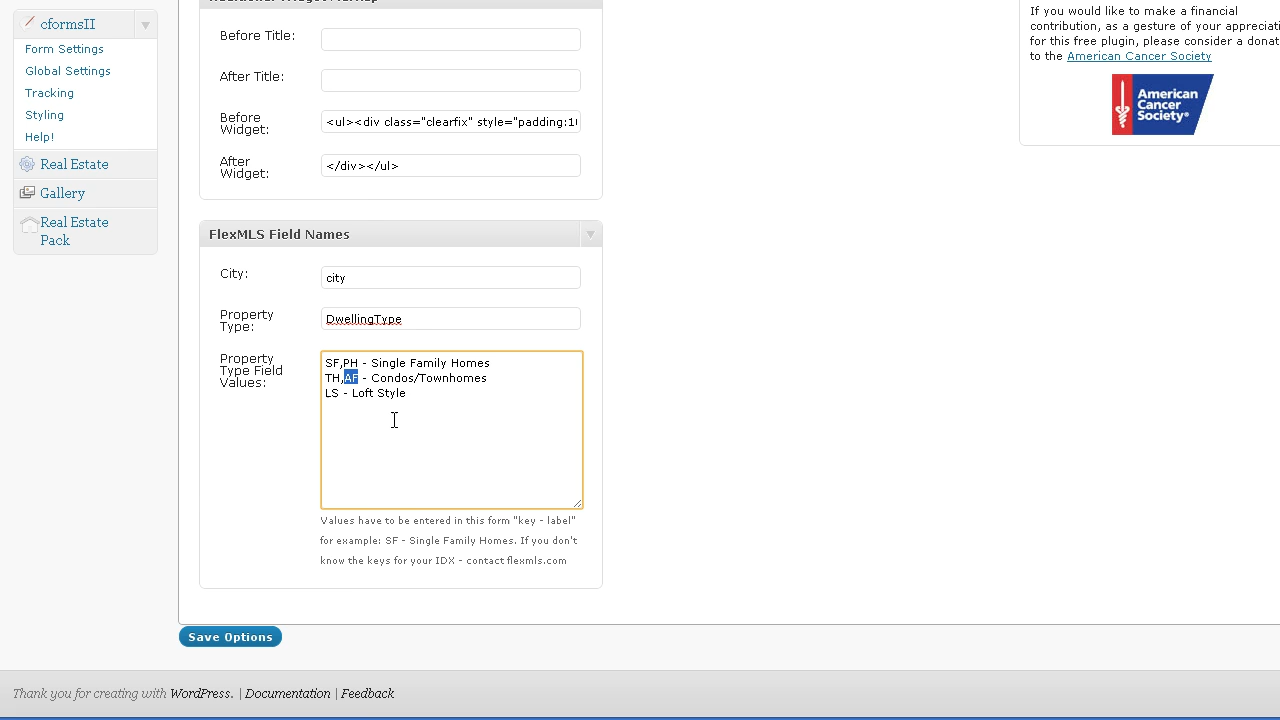 cformsII
Form Settings
Global Settings
Tracking
Styling
Help!
Real Estate
Gallery
Real Estate
Pack
Before Title:
After Title:
Before
Widget:
<ul><div class="clearfix" style="padding:1
After
Widget:
</div></ul>
FlexMLS Field Names
City:
city
Property
Type:
DwellingType
Property
Type Field
Values:
SF,PH - Single Family Homes
TH,AF - Condos/Townhomes
LS - Loft Style
Values have to be entered in this form "key - label"
for example: SF - Single Family Homes. If you don't
know the keys for your IDX - contact flexmls.com
Save Options
If you would like to make a financial
contribution, as a gesture of your appreciati
for this free plugin, please consider a donat
to the American Cancer Society
American
Cancer
Society®
Thank you for creating with WordPress. | Documentation | Feedback